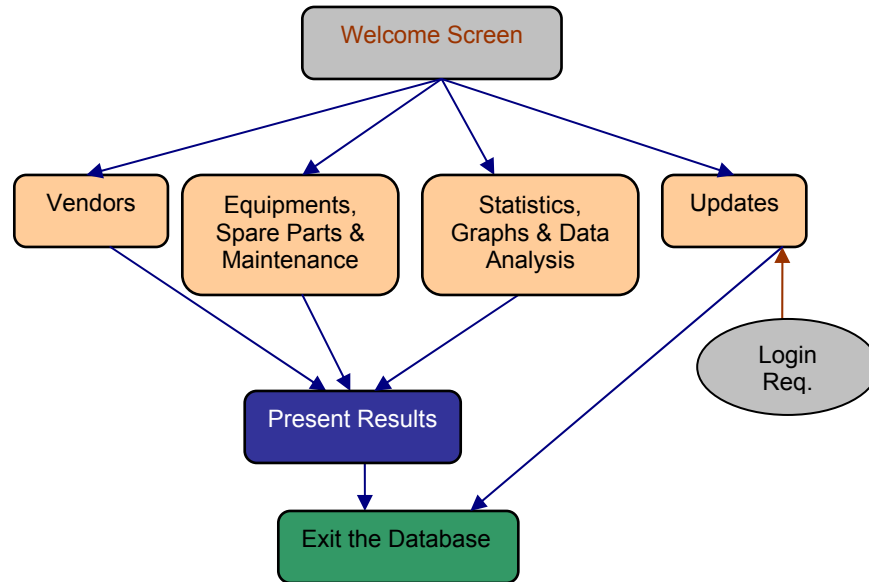 Welcome Screen
Vendors
Equipments,
Spare Parts &
Maintenance
Statistics,
Graphs & Data
Analysis
Updates
Login
Req.
Present Results
Exit the Database